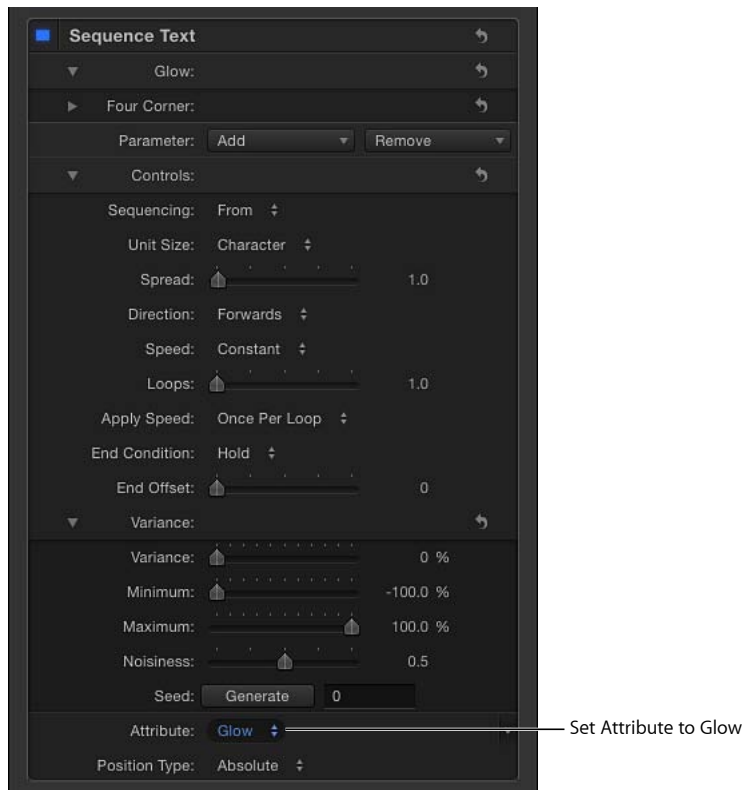 Sequence Text
Glow:
Four Corner:
Parameter: Add Remove
Controls:
Sequencing: From
Unit Size: Character
Spread: 1.0
Direction: Forwards
Speed: Constant
Loops: 1.0
Apply Speed: Once Per Loop
End Condition: Hold
End Offset: 0
Variance:
Variance: 0 %
Minimum: -100.0 %
Maximum: 100.0 %
Noisiness: 0.5
Seed: Generate 0
Attribute: Glow Set Attribute to Glow
Position Type: Absolute